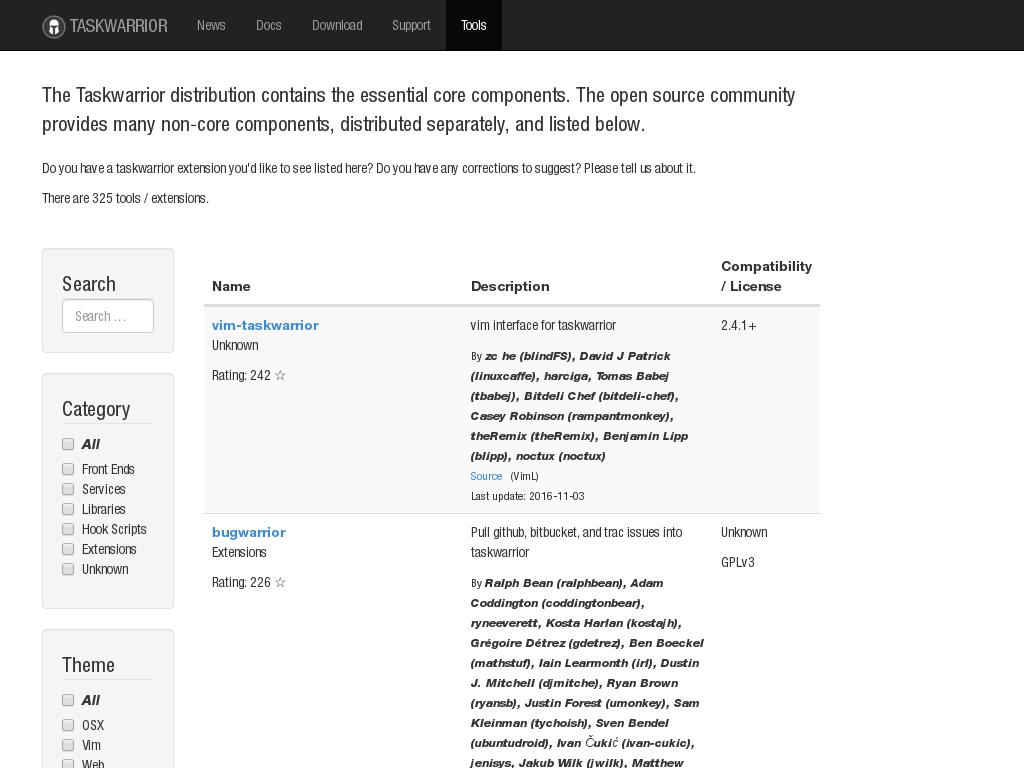 TASKWARRIOR News Docs Download Support Tools
The Taskwarrior distribution contains the essential core components. The open source community
provides many non-core components, distributed separately, and listed below.
Do you have a taskwarrior extension you'd like to see listed here? Do you have any corrections to suggest? Please tell us about it.
There are 325 tools / extensions.
Search
Search ...
Category
All
Front Ends
Services
Libraries
Hook Scripts
Extensions
Unknown
Theme
All
OSX
Vim
Web
Name Description Compatibility
/ License
vim-taskwarrior
Unknown
Rating: 242 ☆
vim interface for taskwarrior
By zc he (blindFS), David J Patrick
(linuxcaffe), harciga, Tomas Babej
(tbabej), Bitdeli Chef (bitdeli-chef),
Casey Robinson (rampantmonkey),
theRemix (theRemix), Benjamin Lipp
(blipp), noctux (noctux)
Source (VimL)
Last update: 2016-11-03
2.4.1+
bugwarrior
Extensions
Rating: 226 ☆
Pull github, bitbucket, and trac issues into
taskwarrior
By Ralph Bean (ralphbean), Adam
Coddington (coddingtonbear),
ryneeverett, Kosta Harlan (kostajh),
Grégoire Détrez (gdetrez), Ben Boeckel
(mathstuf), Iain Learmonth (irl), Dustin
J. Mitchell (djmitche), Ryan Brown
(ryansb), Justin Forest (umonkey), Sam
Kleinman (tychoish), Sven Bendel
(ubuntudroid), Ivan Čukić (ivan-cukic),
jenisys, Jakub Wilk (jwilk), Matthew
Unknown
GPLv3